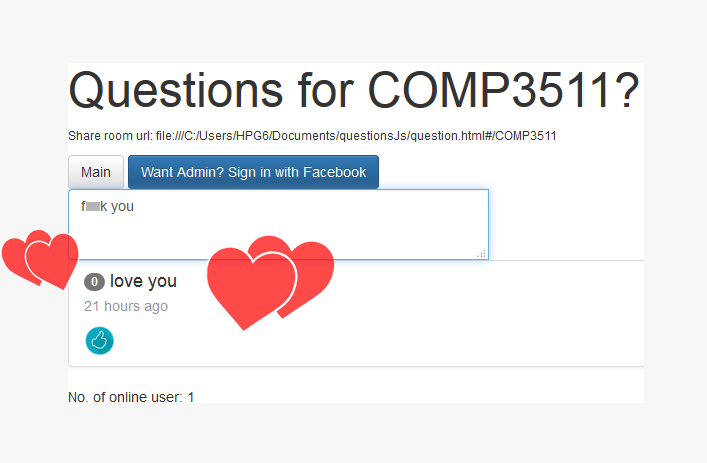 Questions for COMP3511?
Share room url: file:///C:/Users/HPG6/Documents/questionsJs/question.html#/COMP3511
Main
Want Admin? Sign in with Facebook
f k you
0 love you
21 hours ago
No. of online user: 1